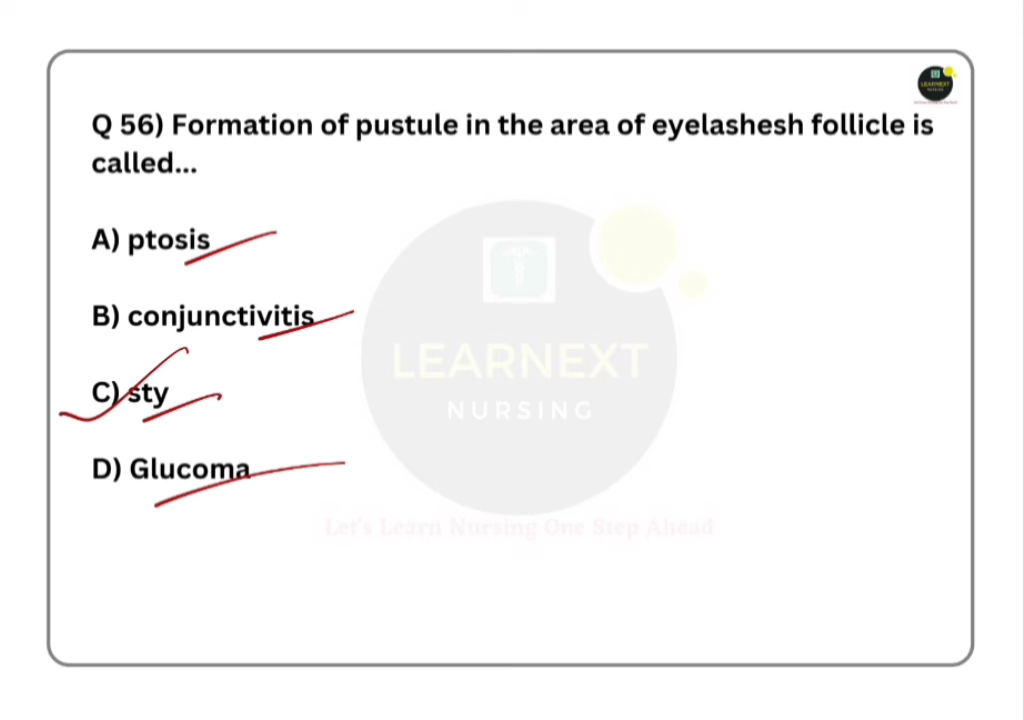 LEARNEXT
Q 56) Formation of pustule in the area of eyelashesh follicle is
called...
A) ptosis
B) conjunctivitis
C) sty
D) Glucoma
LEARNEXT
NURSING
Let's Learn Nursing One Step Ahead